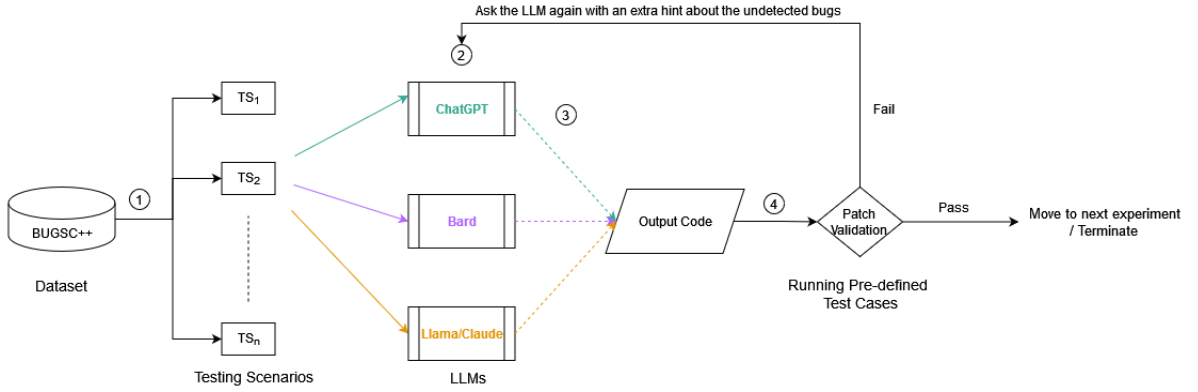 Ask the LLM again with an extra hint about the undetected bugs
2
TS1
ChatGPT
3
Fail
1
TS2
BUGSC++
Dataset
Bard
Output Code
4
Patch
Validation
Pass
Move to next experiment
/ Terminate
Running Pre-defined
Test Cases
TSn
Llama/Claude
Testing Scenarios
LLMs